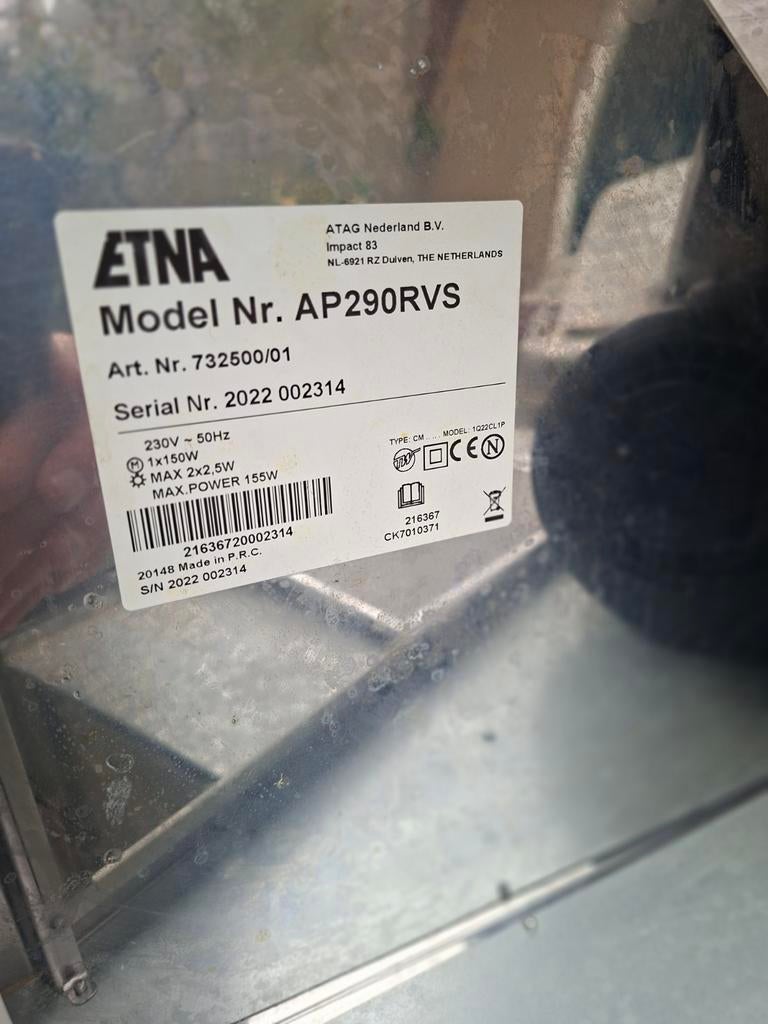 ETNA
ATAG Nederland B.V.
Impact 83
NL-6921 RZ Duiven, THE NETHERLANDS
Model Nr. AP290RVS
Art. Nr. 732500/01
Serial Nr. 2022 002314
230V ~ 50Hz
M 1x150W
MAX 2x2,5W
MAX.POWER 155W
TYPE: CM ..... MODEL: 1Q22CL1P
CE N
216367
CK7010371
21636720002314
20148 Made in P.R.C.
S/N 2022 002314